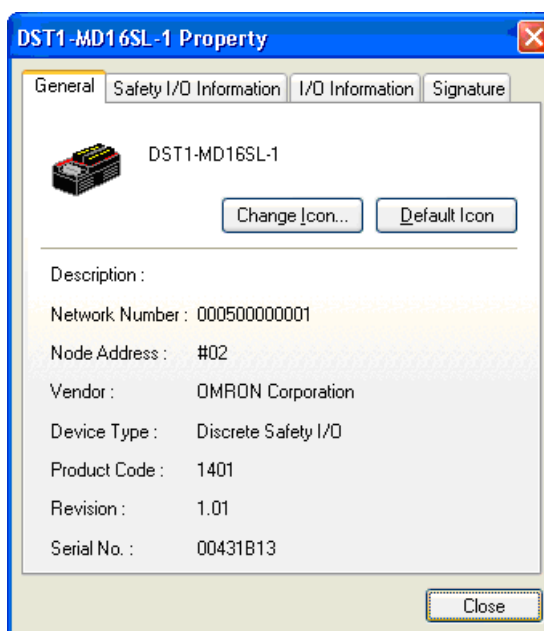 DST1-MD16SL-1 Property
General Safety I/O Information I/O Information Signature
DST1-MD16SL-1
Change Icon... Default Icon
Description :
Network Number : 000500000001
Node Address : #02
Vendor : OMRON Corporation
Device Type : Discrete Safety I/O
Product Code : 1401
Revision : 1.01
Serial No. : 00431B13
Close